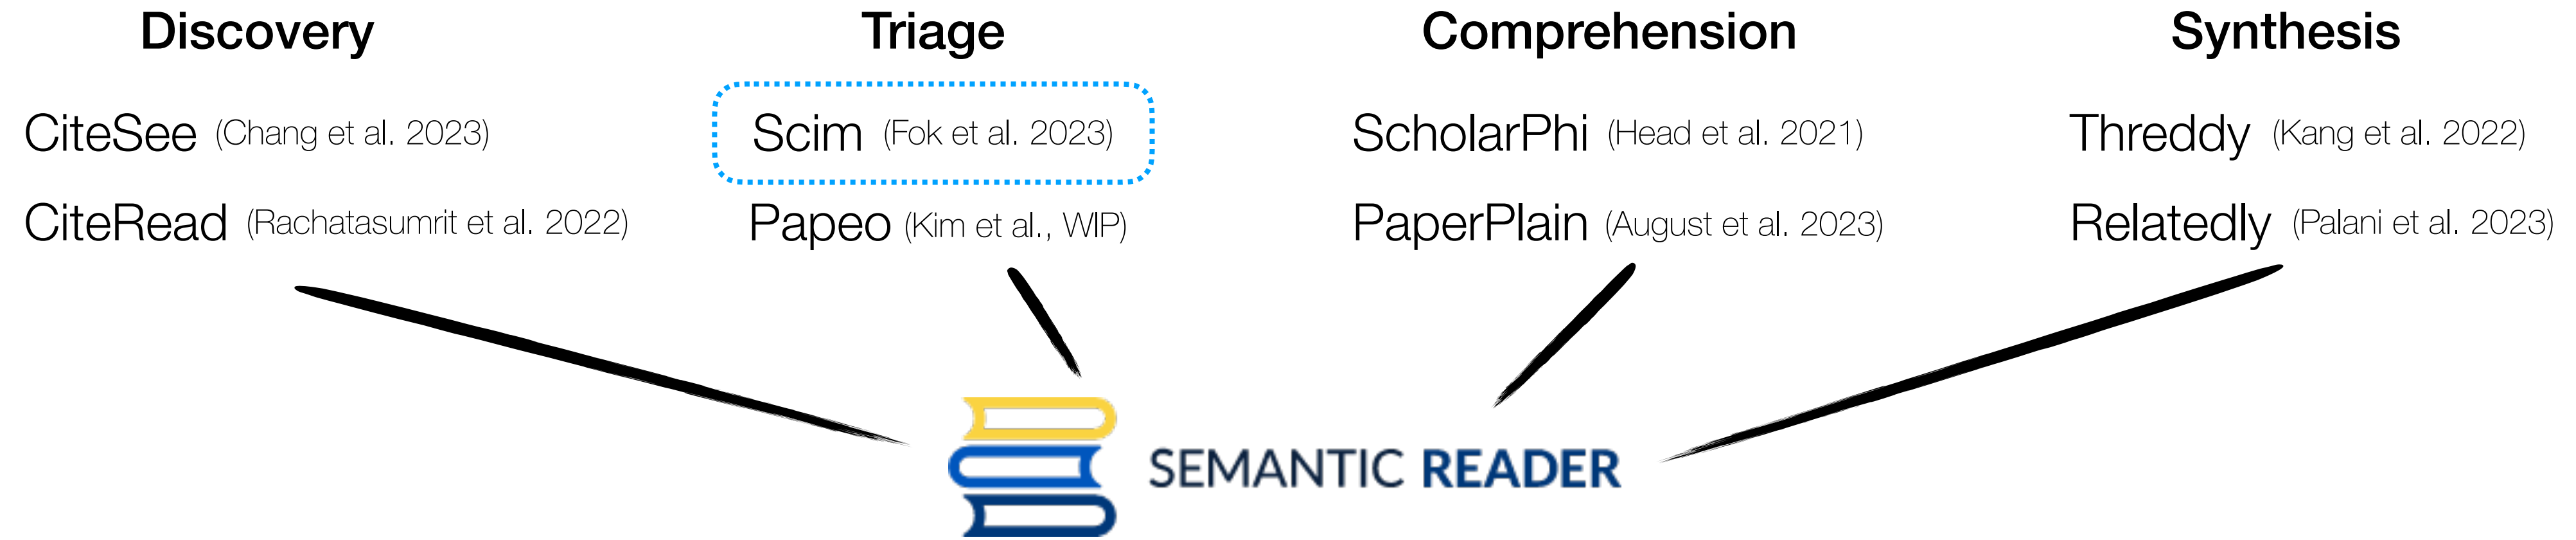 Discovery
CiteSee (Chang et al. 2023)
CiteRead (Rachatasumrit et al. 2022)
Triage
Scim (Fok et al. 2023)
Papeo (Kim et al., WIP)
Comprehension
ScholarPhi (Head et al. 2021)
PaperPlain (August et al. 2023)
Synthesis
Threddy (Kang et al. 2022)
Relatedly (Palani et al. 2023)
SEMANTIC READER